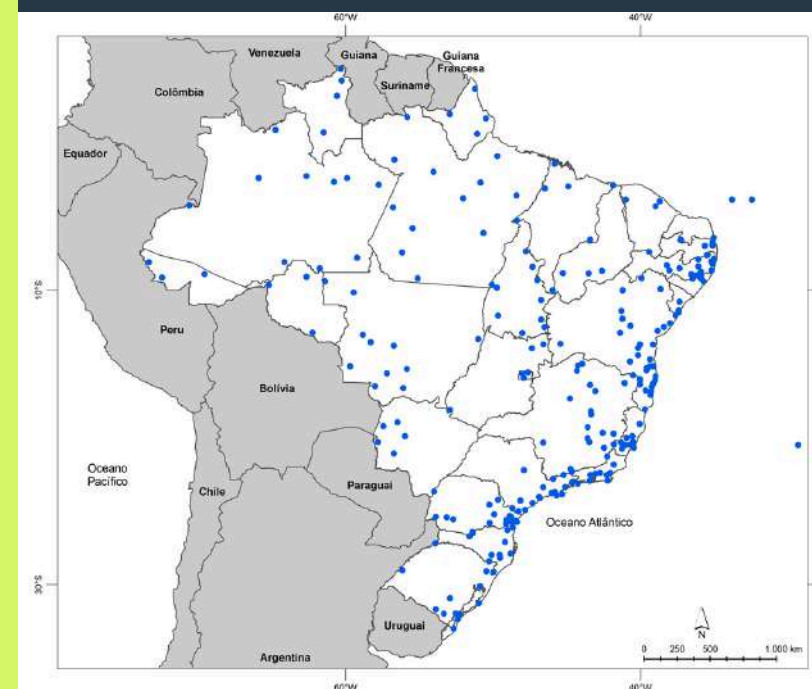 60°W
40°W
Venezuela
Guiana
Guiana
Francesa
Suriname
Colômbia
Equador
10°S
Peru
Bolívia
Oceano
Pacífico
Chile
Paraguai
Oceano Atlântico
30°S
Uruguai
Argentina
N
0 250 500 1.000 km
60°W
40°W